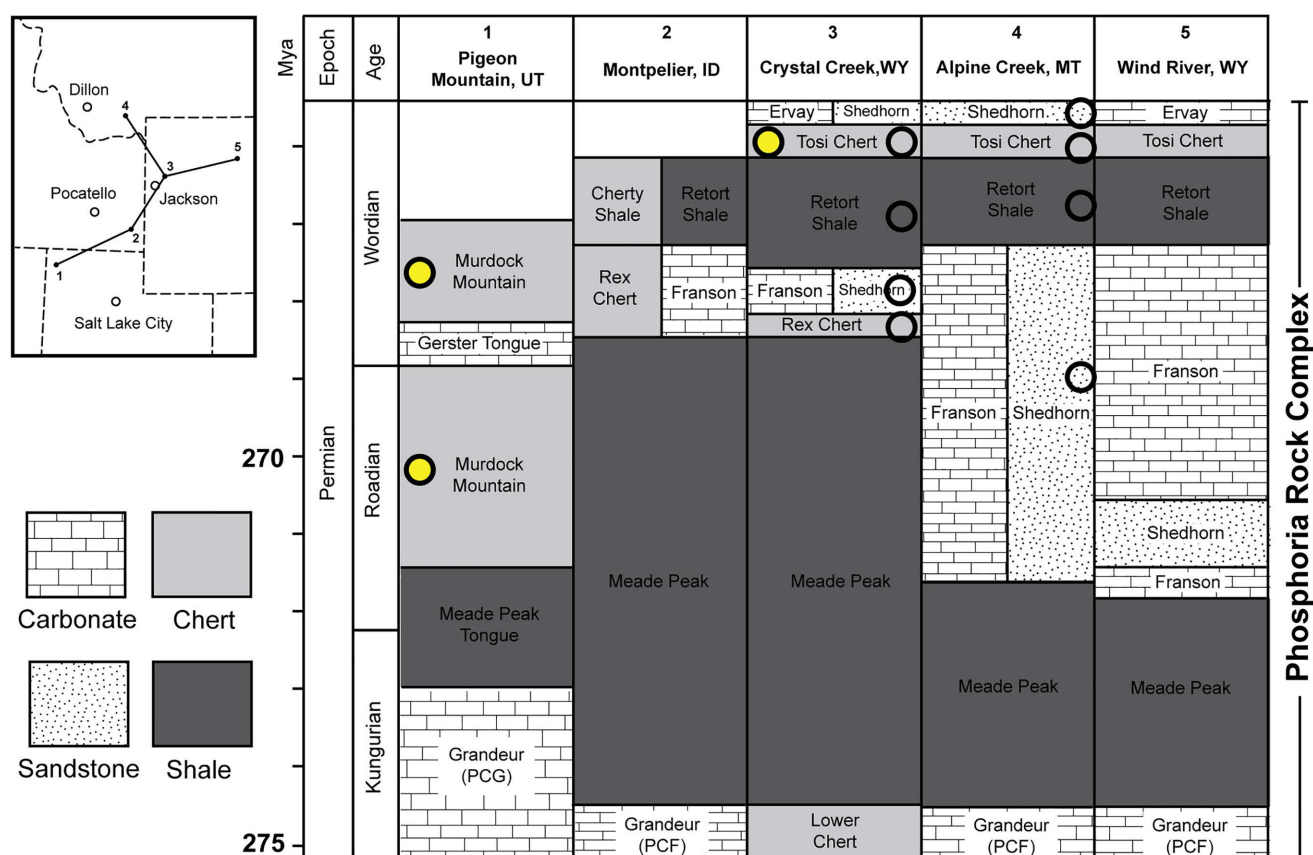 Dillon
4
5
3
Pocatello
Jackson
2
1
Salt Lake City
Carbonate
Chert
Sandstone
Shale
Mya
Epoch
Age
270
275
Permian
Wordian
Roadian
Kungurian
1
Pigeon
Mountain, UT
Murdock
Mountain
Gerster Tongue
Murdock
Mountain
Meade Peak
Tongue
Grandeur
(PCG)
2
Montpelier, ID
Cherty
Shale
Retort
Shale
Rex
Chert
Franson
Meade Peak
Grandeur
(PCF)
3
Crystal Creek,WY
Ervay
Shedhorn
Tosi Chert
Retort
Shale
Franson
Shedhorn
Rex Chert
Meade Peak
Lower
Chert
4
Alpine Creek, MT
Shedhorn
Tosi Chert
Retort
Shale
Franson
Shedhorn
Meade Peak
Grandeur
(PCF)
5
Wind River, WY
Ervay
Tosi Chert
Retort
Shale
Franson
Shedhorn
Franson
Meade Peak
Grandeur
(PCF)
Phosphoria Rock Complex